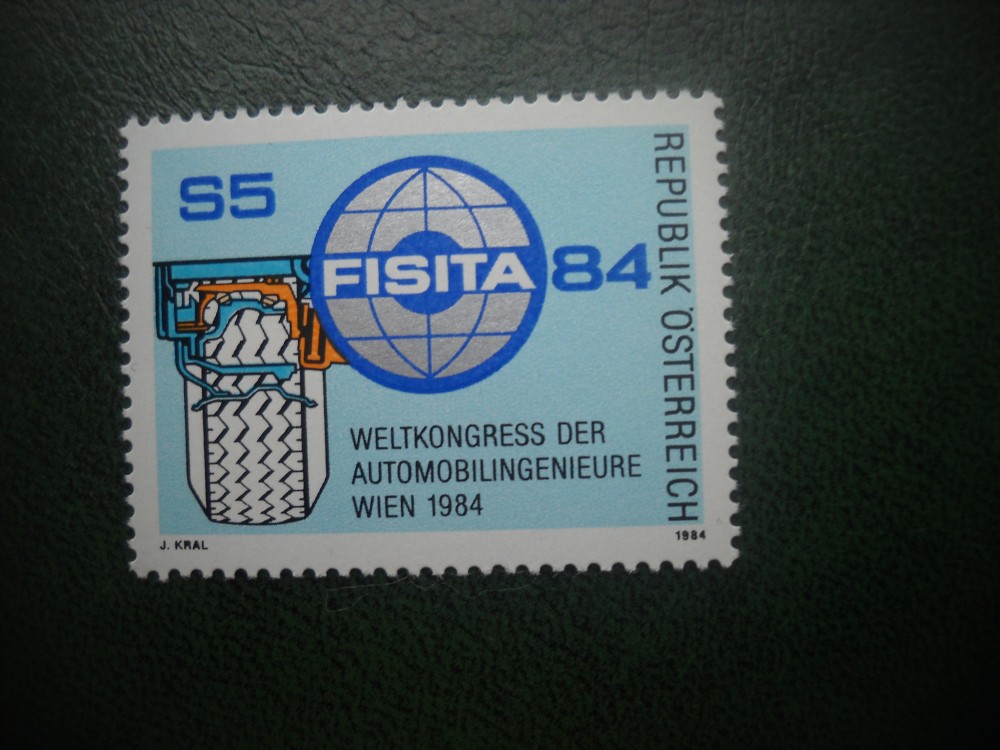 S5
FISITA 84
REPUBLIK ÖSTERREICH
WELTKONGRESS DER
AUTOMOBILINGENIEURE
WIEN 1984
J. KRAL
1984